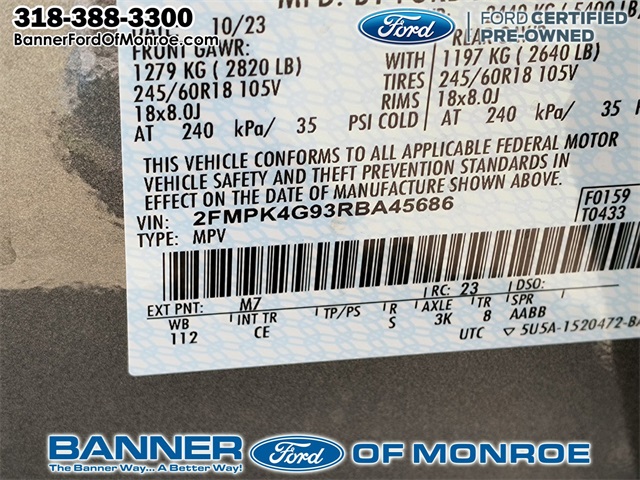 318-388-3300
BannerFordOfMonroe.com
Ford
FORD CERTIFIED
PRE-OWNED
10/23
FRONT GAWR:
1279 KG ( 2820 LB)
245/60R18 105V
18x8.0J
AT 240 kPa/ 35 PSI COLD
WITH
TIRES
RIMS
1197 KG ( 2640 LB)
245/60R18 105V
18x8.0J
AT 240 kPa/ 35
THIS VEHICLE CONFORMS TO ALL APPLICABLE FEDERAL MOTOR
VEHICLE SAFETY AND THEFT PREVENTION STANDARDS IN
EFFECT ON THE DATE OF MANUFACTURE SHOWN ABOVE.
VIN: 2FMPK4G93RBA45686
TYPE: MPV
F0159
T0433
EXT PNT: M7 RC: 23 DSO:
WB INT TR TP/PS R AXLE TR SPR
112 CE S 3K 8 AABB
UTC 5U5A-1520472-BA
BANNER Ford OF MONROE
The Banner Way... A Better Way!